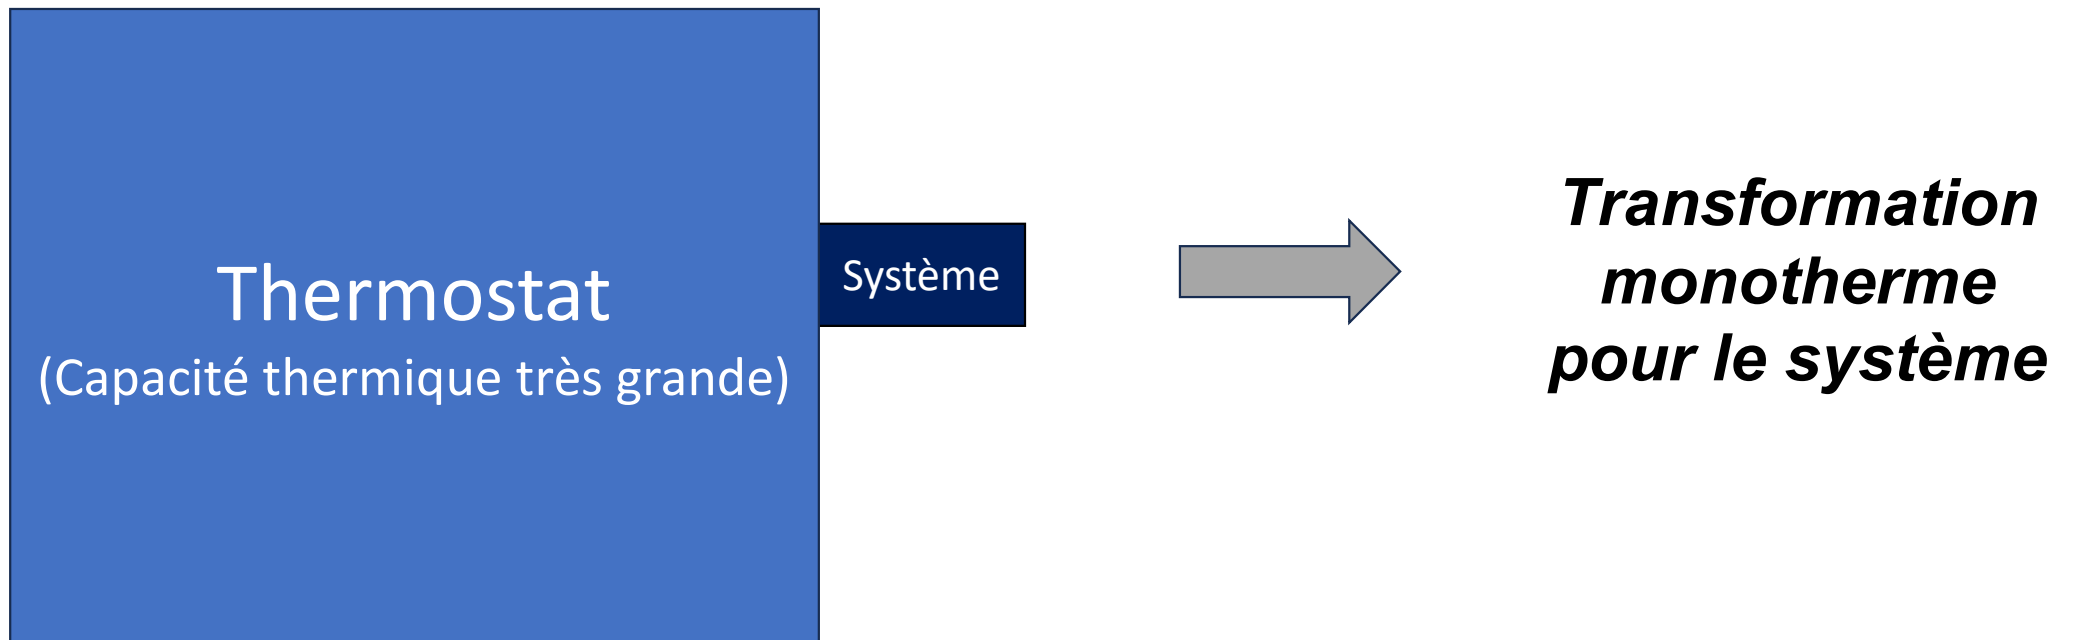 Thermostat
(Capacité thermique très grande)
Système
Transformation
monotherme
pour le système